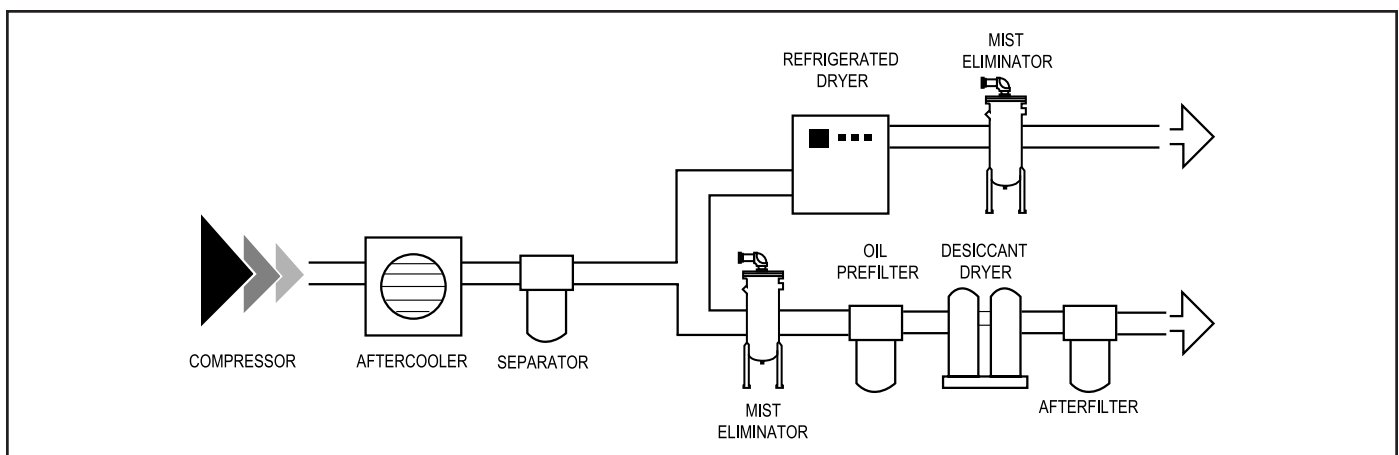 REFRIGERATED
DRYER
MIST
ELIMINATOR
COMPRESSOR
AFTERCOOLER
SEPARATOR
MIST
ELIMINATOR
OIL
PREFILTER
DESICCANT
DRYER
AFTERFILTER